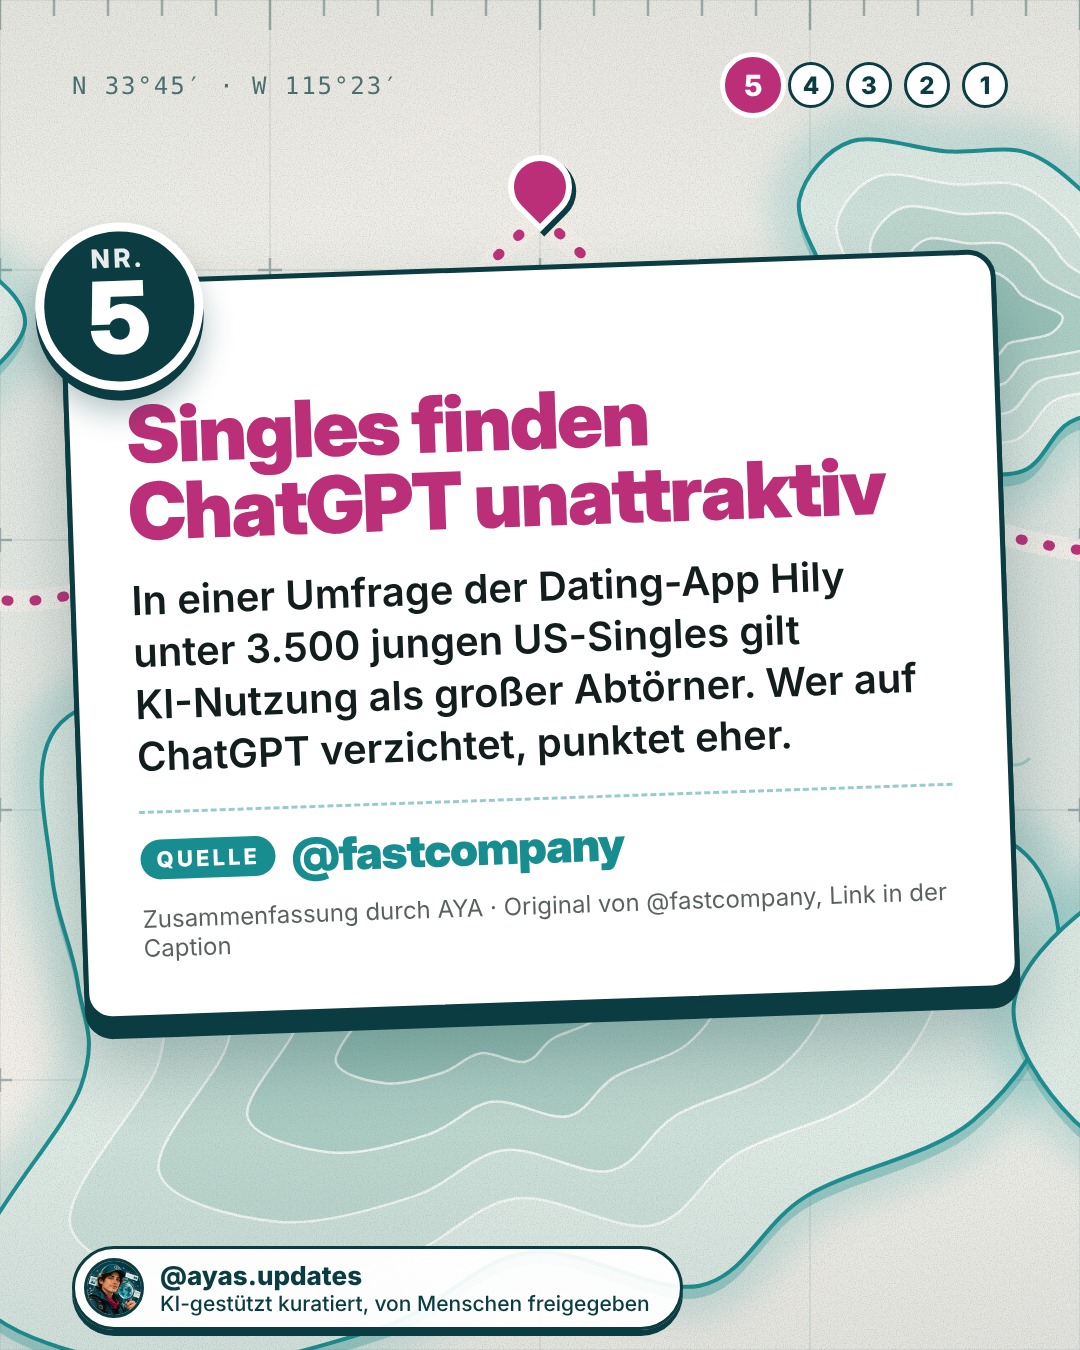 N 33°45′ · W 115°23′
5 4 3 2 1
NR.
5
Singles finden
ChatGPT unattraktiv
In einer Umfrage der Dating-App Hily
unter 3.500 jungen US-Singles gilt
KI-Nutzung als großer Abtörner. Wer auf
ChatGPT verzichtet, punktet eher.
QUELLE @fastcompany
Zusammenfassung durch AYA · Original von @fastcompany, Link in der
Caption
@ayas.updates
KI-gestützt kuratiert, von Menschen freigegeben